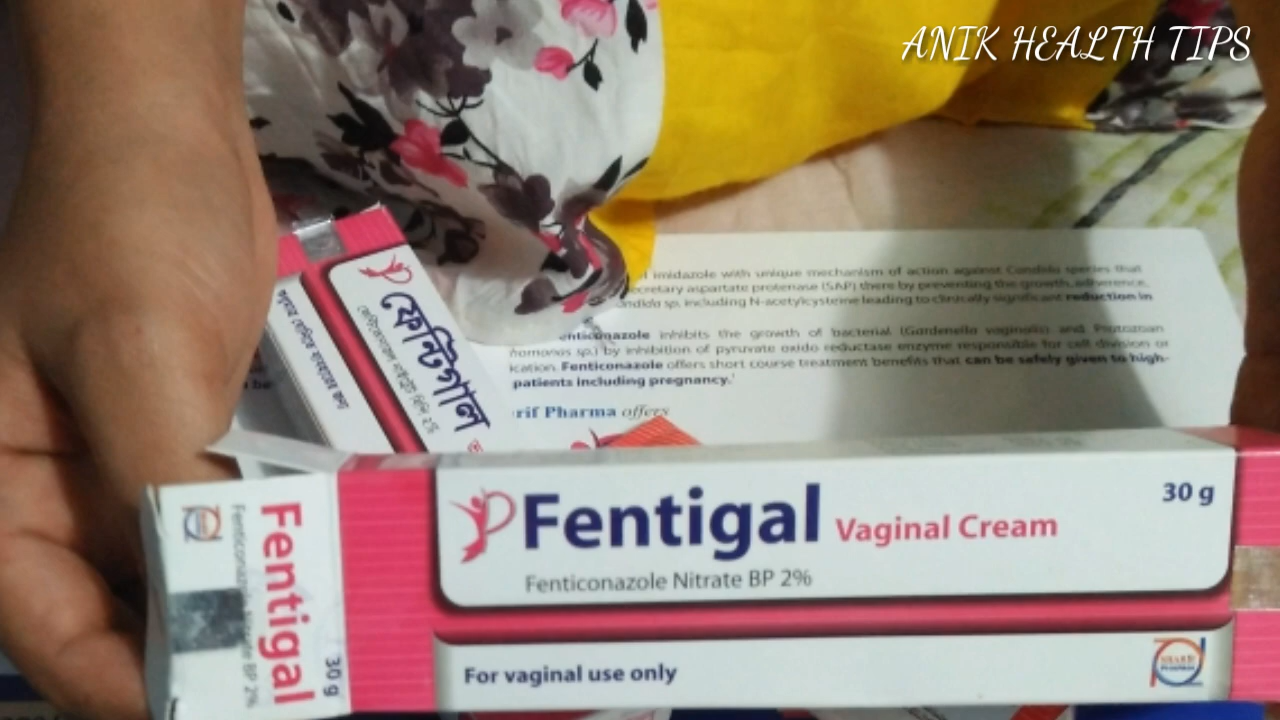 ANIK HEALTH TIPS
imidazole with unique mechanism of action against Candida species that
secretary aspartate protenase (SAP) there by preventing the growth, adherence,
Candida sp. including N-acetylcysteine leading to clinically significant reduction in
Fenticonazole inhibits the growth of bacterial (Gardenella vaginalis) and Protozoan
sp.) by inhibition of pyruvate oxido reductase enzyme responsible for cell division or
Fenticonazole offers short course treatment benefits that can be safely given to high-
patients including pregnancy.
rif Pharma offers
ফেন্টিগাল
Fentigal Vaginal Cream
30 g
Fenticonazole Nitrate BP 2%
For vaginal use only
Fentigal
Fenticonazole Nitrate BP 2%
30 g